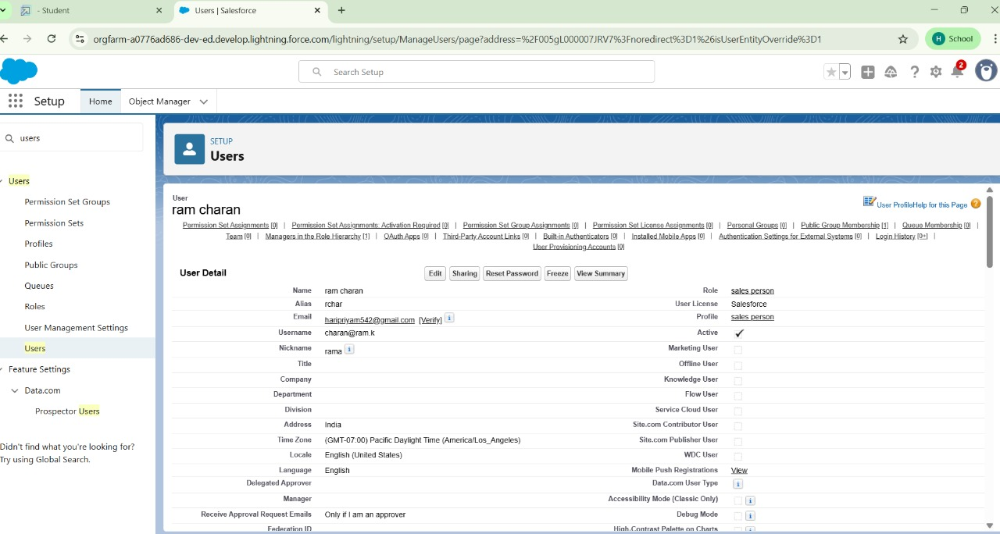 - Student
Users | Salesforce
orgfarm-a0776ad686-dev-ed.develop.lightning.force.com/lightning/setup/ManageUsers/page?address=%2F005gL000007JRV7%3Fnoredirect%3D1%26isUserEntityOverride%3D1
H School
Search Setup
2
Setup
Home
Object Manager
users
Users
Permission Set Groups
Permission Sets
Profiles
Public Groups
Queues
Roles
User Management Settings
Users
Feature Settings
Data.com
Prospector Users
Didn't find what you're looking for?
Try using Global Search.
SETUP
Users
User
ram charan
User Profile Help for this Page
Permission Set Assignments [0] | Permission Set Assignments: Activation Required [0] | Permission Set Group Assignments [0] | Permission Set License Assignments [0] | Personal Groups [0] | Public Group Membership [1] | Queue Membership [0] |
Team [0] | Managers in the Role Hierarchy [1] | OAuth Apps [0] | Third-Party Account Links [0] | Built-in Authenticators [0] | Installed Mobile Apps [0] | Authentication Settings for External Systems [0] | Login History [0+] |
User Provisioning Accounts [0]
User Detail
Edit Sharing Reset Password Freeze View Summary
Name ram charan Role sales person
Alias rchar User License Salesforce
Email haripriyam542@gmail.com [Verify] i Profile sales person
Username charan@ram.k Active
Nickname rama i Marketing User
Title Offline User
Company Knowledge User
Department Flow User
Division Service Cloud User
Address India Site.com Contributor User
Time Zone (GMT-07:00) Pacific Daylight Time (America/Los_Angeles) Site.com Publisher User
Locale English (United States) WDC User
Language English Mobile Push Registrations View
Delegated Approver Data.com User Type i
Manager Accessibility Mode (Classic Only) i
Receive Approval Request Emails Only if I am an approver Debug Mode i
Federation ID High-Contrast Palette on Charts i